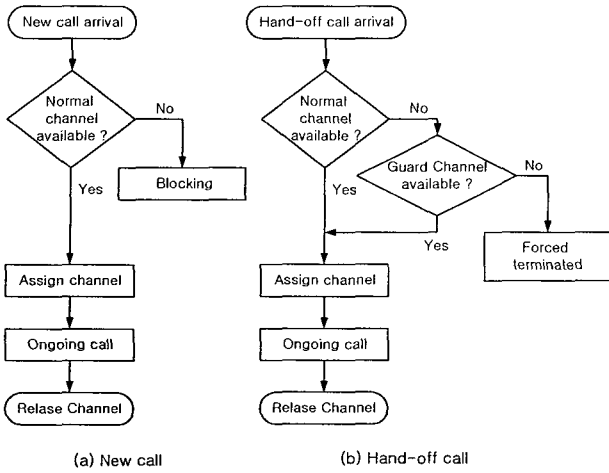 New call arrival
Normal
channel
available ?
No
Blocking
Yes
Assign channel
Ongoing call
Relase Channel
(a) New call
Hand-off call arrival
Normal
channel
available ?
No
Guard Channel
available ?
No
Yes
Yes
Forced
terminated
Assign channel
Ongoing call
Relase Channel
(b) Hand-off call